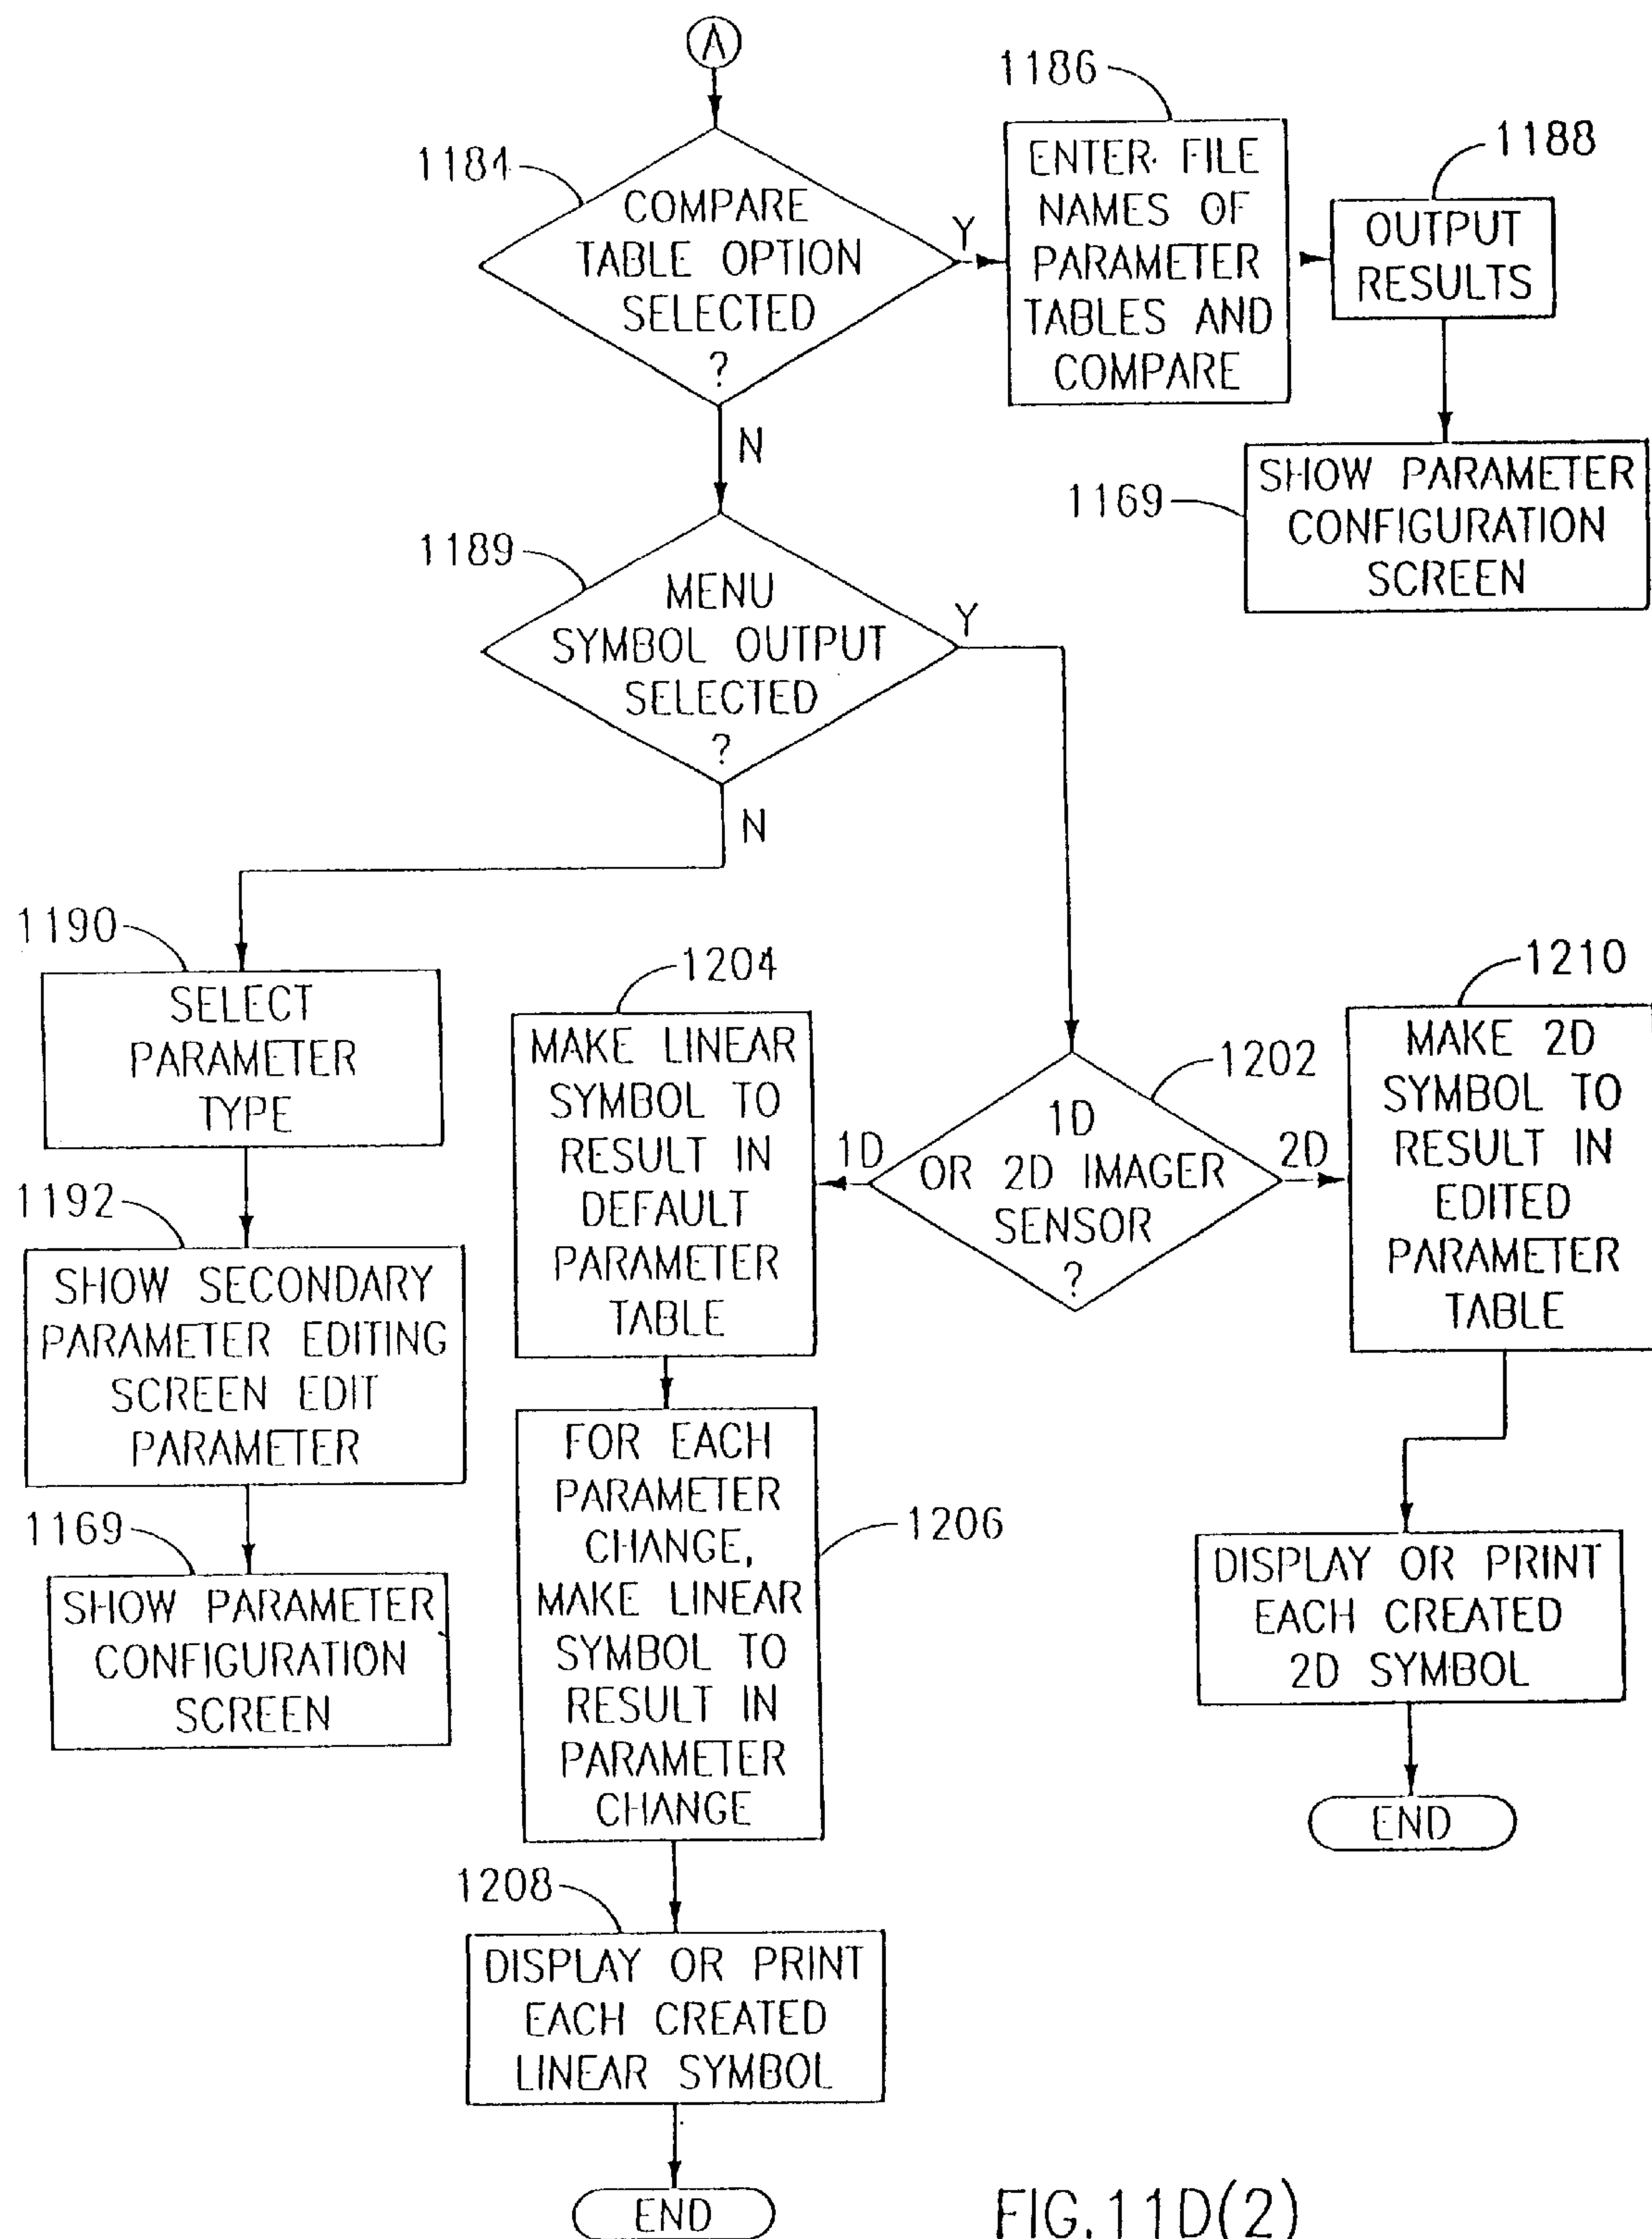 A
1184
COMPARE
TABLE OPTION
SELECTED
?
Y
1186
ENTER FILE
NAMES OF
PARAMETER
TABLES AND
COMPARE
1188
OUTPUT
RESULTS
1169
SHOW PARAMETER
CONFIGURATION
SCREEN
N
1189
MENU
SYMBOL OUTPUT
SELECTED
?
Y
N
1190
SELECT
PARAMETER
TYPE
1192
SHOW SECONDARY
PARAMETER EDITING
SCREEN EDIT
PARAMETER
1169
SHOW PARAMETER
CONFIGURATION
SCREEN
1202
1D
OR 2D IMAGER
SENSOR
?
1D
2D
1204
MAKE LINEAR
SYMBOL TO
RESULT IN
DEFAULT
PARAMETER
TABLE
1206
FOR EACH
PARAMETER
CHANGE,
MAKE LINEAR
SYMBOL TO
RESULT IN
PARAMETER
CHANGE
1208
DISPLAY OR PRINT
EACH CREATED
LINEAR SYMBOL
END
1210
MAKE 2D
SYMBOL TO
RESULT IN
EDITED
PARAMETER
TABLE
DISPLAY OR PRINT
EACH CREATED
2D SYMBOL
END
FIG.11D(2)